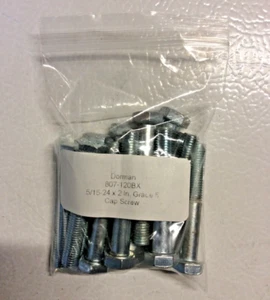 Dorman
807-120BX
5/16-24 x 2 in. Grade 5
Cap Screw